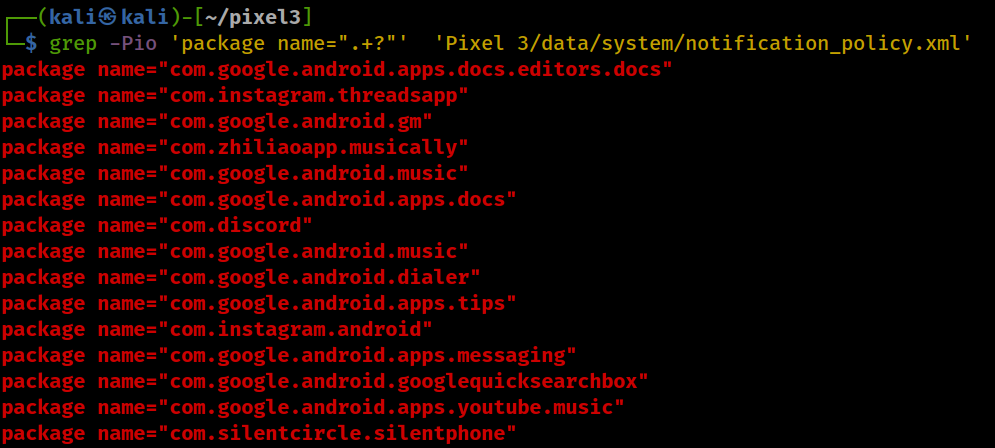 ┌──(kali㉿kali)-[~/pixel3]
└─$ grep -Pio 'package name=".+?"'  'Pixel 3/data/system/notification_policy.xml'
package name="com.google.android.apps.docs.editors.docs"
package name="com.instagram.threadsapp"
package name="com.google.android.gm"
package name="com.zhiliaoapp.musically"
package name="com.google.android.music"
package name="com.google.android.apps.docs"
package name="com.discord"
package name="com.google.android.music"
package name="com.google.android.dialer"
package name="com.google.android.apps.tips"
package name="com.instagram.android"
package name="com.google.android.apps.messaging"
package name="com.google.android.googlequicksearchbox"
package name="com.google.android.apps.youtube.music"
package name="com.silentcircle.silentphone"